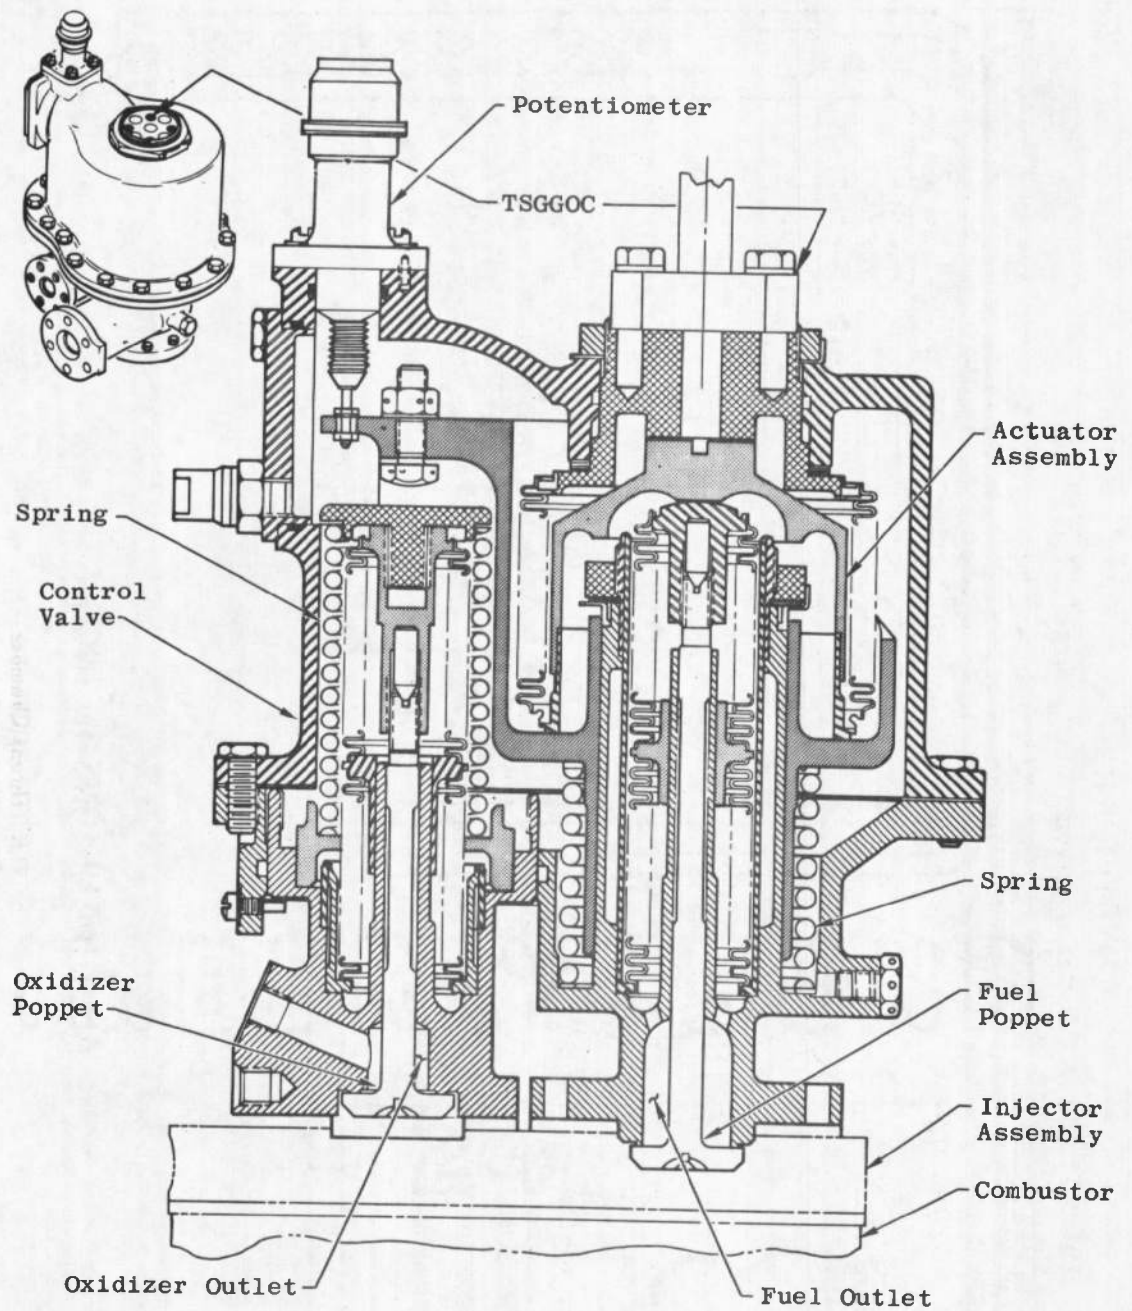 Potentiometer
TSGGOC
Actuator
Assembly
Spring
Control
Valve
Spring
Oxidizer
Poppet
Fuel
Poppet
Injector
Assembly
Combustor
Oxidizer Outlet
Fuel Outlet